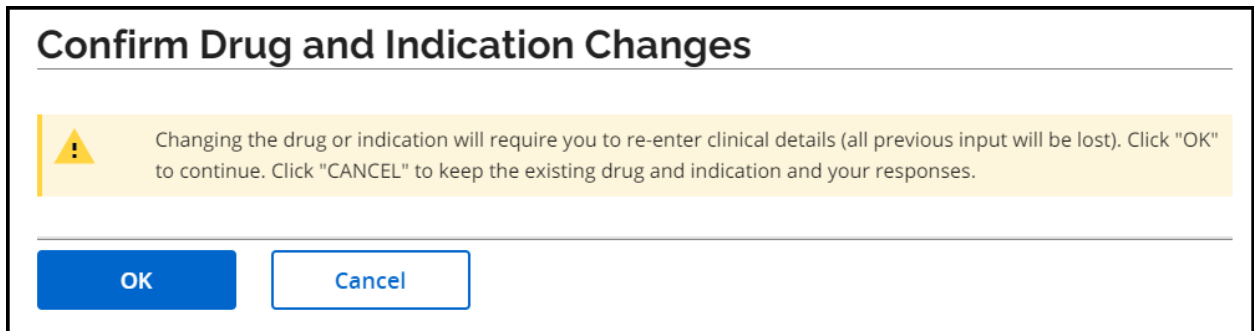 Confirm Drug and Indication Changes
Changing the drug or indication will require you to re-enter clinical details (all previous input will be lost). Click "OK"
to continue. Click "CANCEL" to keep the existing drug and indication and your responses.
OK
Cancel